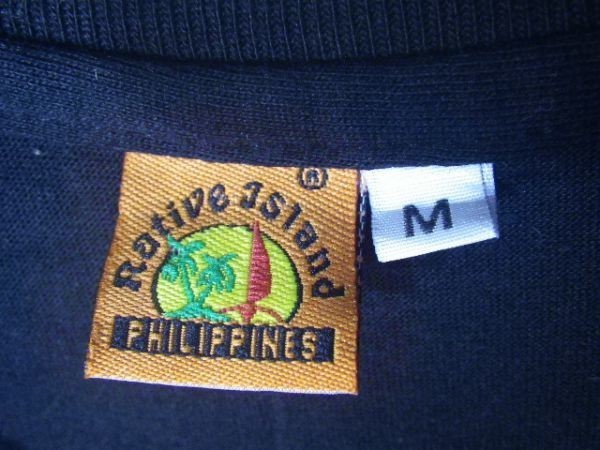 ®
Native Island
PHILIPPINES
M